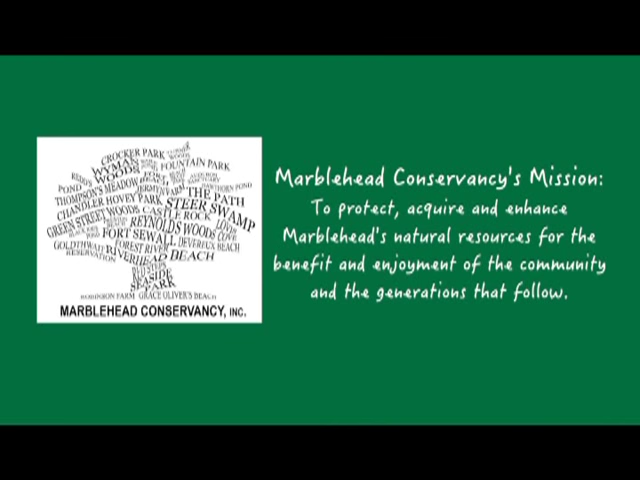 CROCKER PARK
WYMAN WOODS
FOUNTAIN PARK
POND
THOMPSON'S MEADOW
THE PATH
CHANDLER HOVEY PARK
STEER SWAMP
GREEN STREET WOODS
CASTLE ROCK
REYNOLDS WOODS
LOVIS COVE
FORT SEWALL
DEVEREUX BEACH
GOLDTHWAIT RESERVATION
FOREST RIVER
RIVERHEAD BEACH
SEASIDE PARK
GRACE OLIVER'S BEACH
MARBLEHEAD CONSERVANCY, INC.
Marblehead Conservancy's Mission:
To protect, acquire and enhance
Marblehead's natural resources for the
benefit and enjoyment of the community
and the generations that follow.